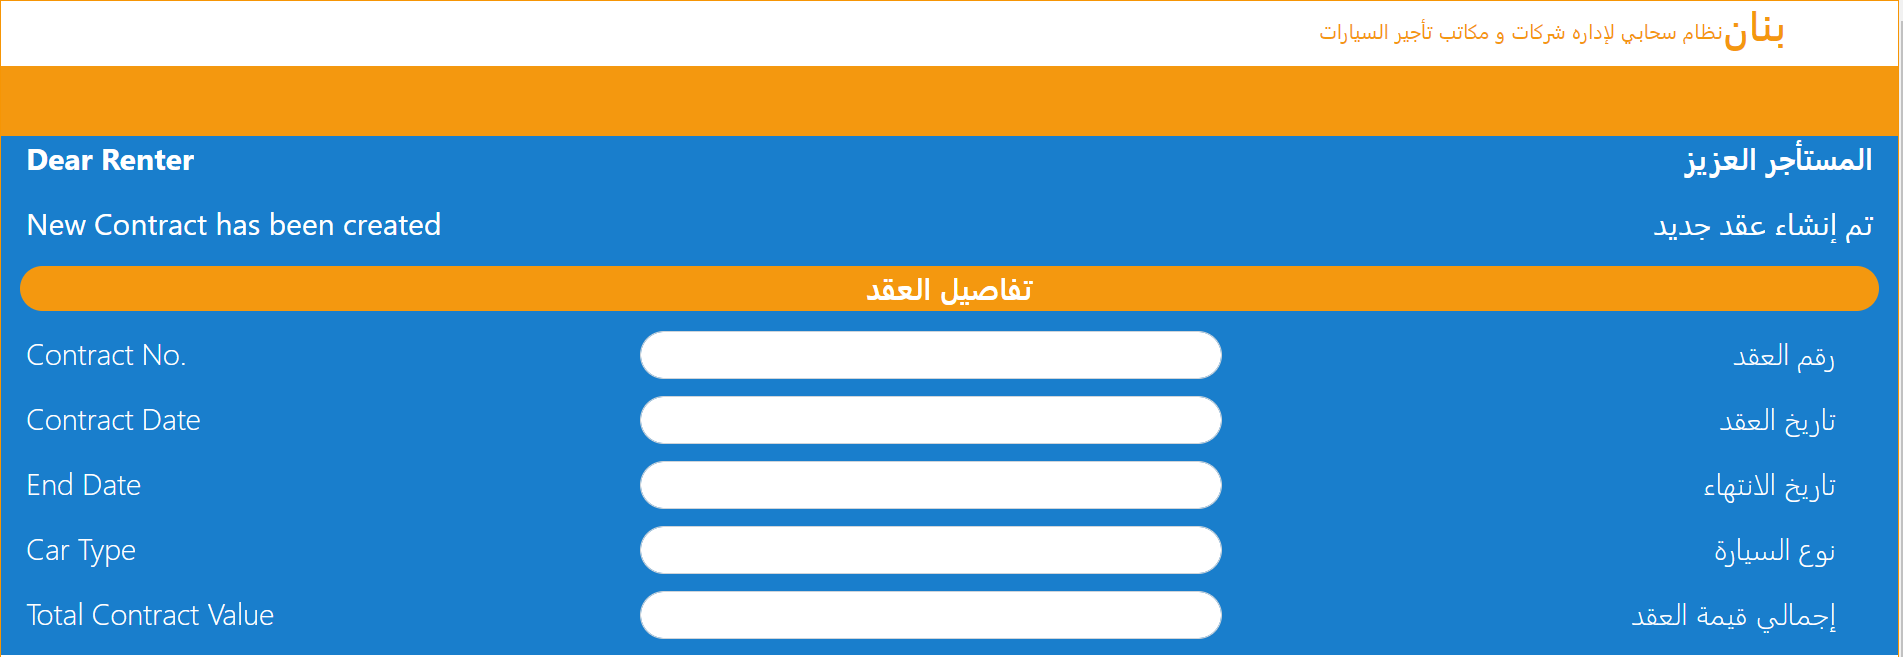 بنان نظام سحابي لإداره شركات و مكاتب تأجير السيارات
Dear Renter المستأجر العزيز
New Contract has been created تم إنشاء عقد جديد
تفاصيل العقد
Contract No. رقم العقد
Contract Date تاريخ العقد
End Date تاريخ الانتهاء
Car Type نوع السيارة
Total Contract Value إجمالي قيمة العقد